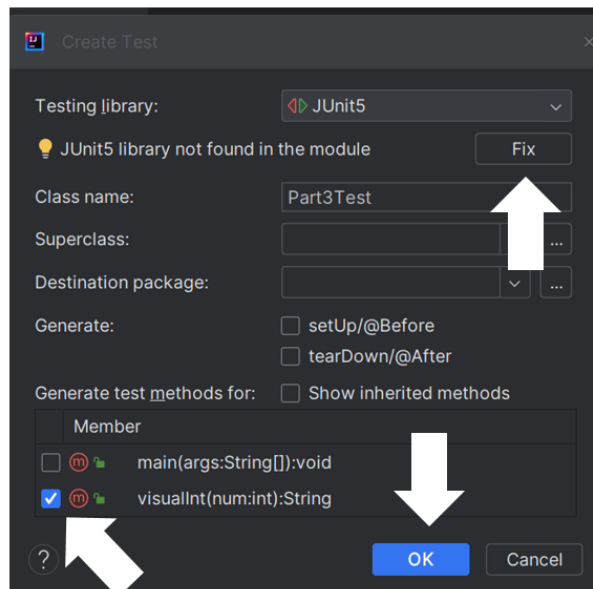 Create Test
Testing library:
JUnit5
JUnit5 library not found in the module
Fix
Class name:
Part3Test
Superclass:
...
Destination package:
...
Generate:
setUp/@Before
tearDown/@After
Generate test methods for:
Show inherited methods
Member
m
main(args:String[]):void
m
visualInt(num:int):String
?
OK
Cancel